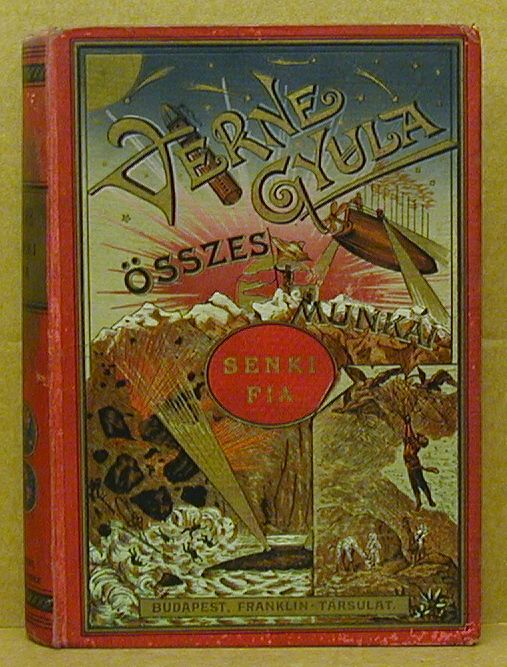 VERNE
GYULA
ÖSSZES
MUNKÁI
SENKI
FIA
BUDAPEST, FRANKLIN-TÁRSULAT.